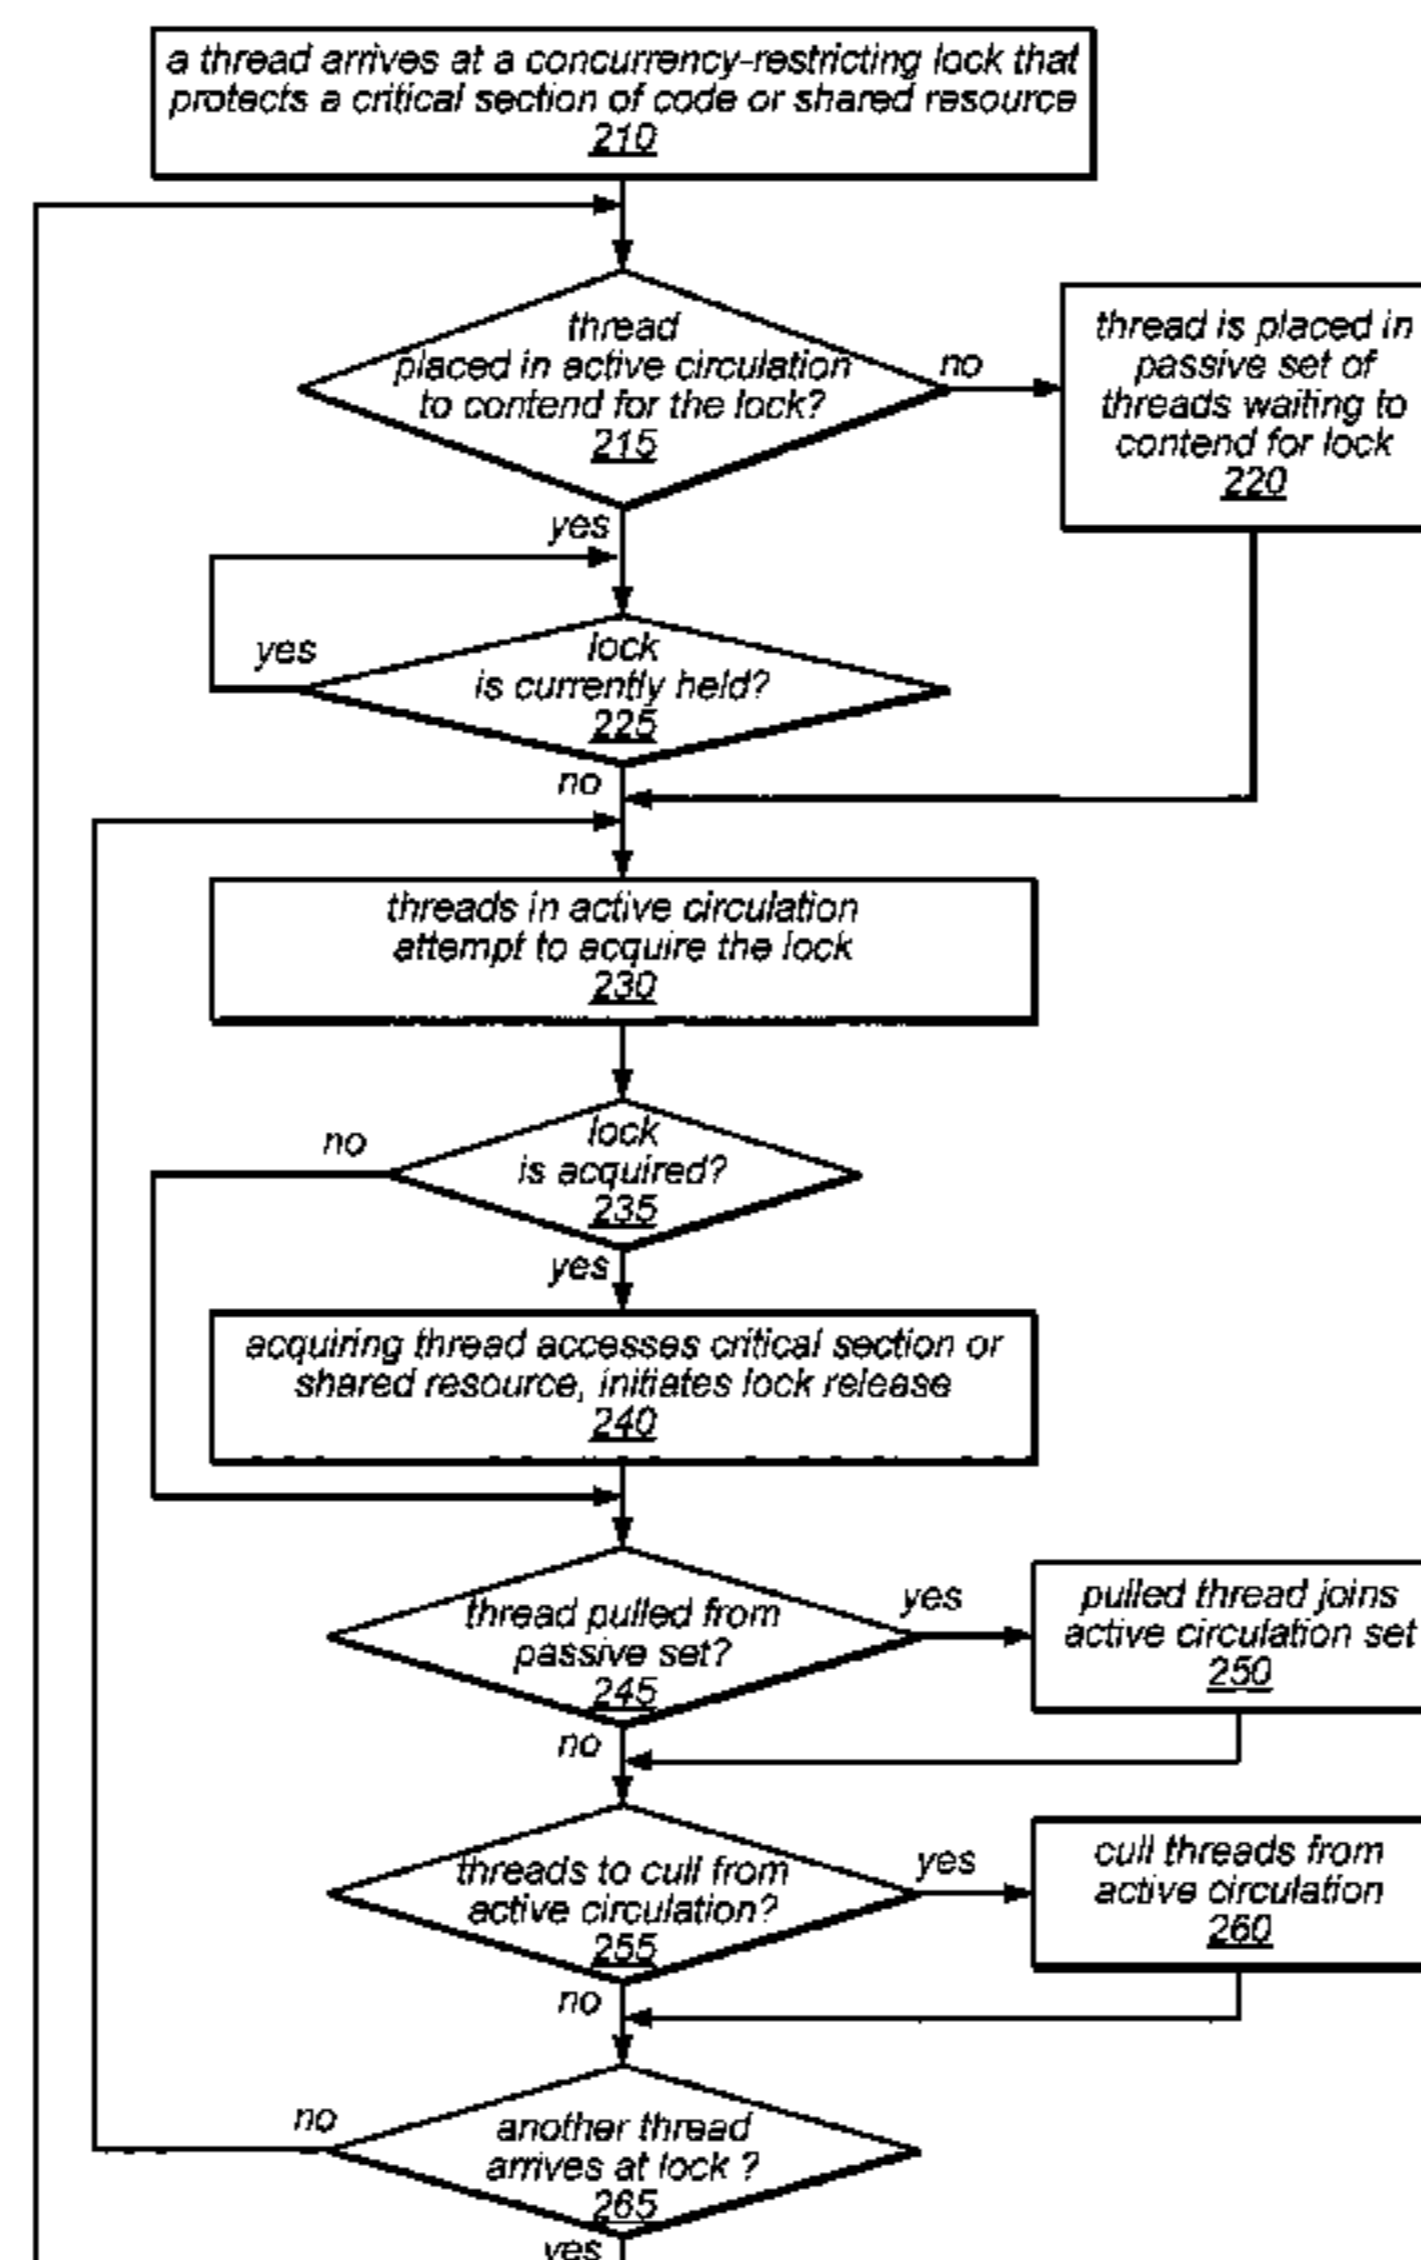 a thread arrives at a concurrency-restricting lock that
protects a critical section of code or shared resource
210
thread
placed in active circulation
to contend for the lock?
215
no
thread is placed in
passive set of
threads waiting to
contend for lock
220
yes
yes
lock
is currently held?
225
no
threads in active circulation
attempt to acquire the lock
230
no
lock
is acquired?
235
yes
acquiring thread accesses critical section or
shared resource, initiates lock release
240
thread pulled from
passive set?
245
yes
pulled thread joins
active circulation set
250
no
threads to cull from
active circulation?
255
yes
cull threads from
active circulation
260
no
no
another thread
arrives at lock ?
265
yes